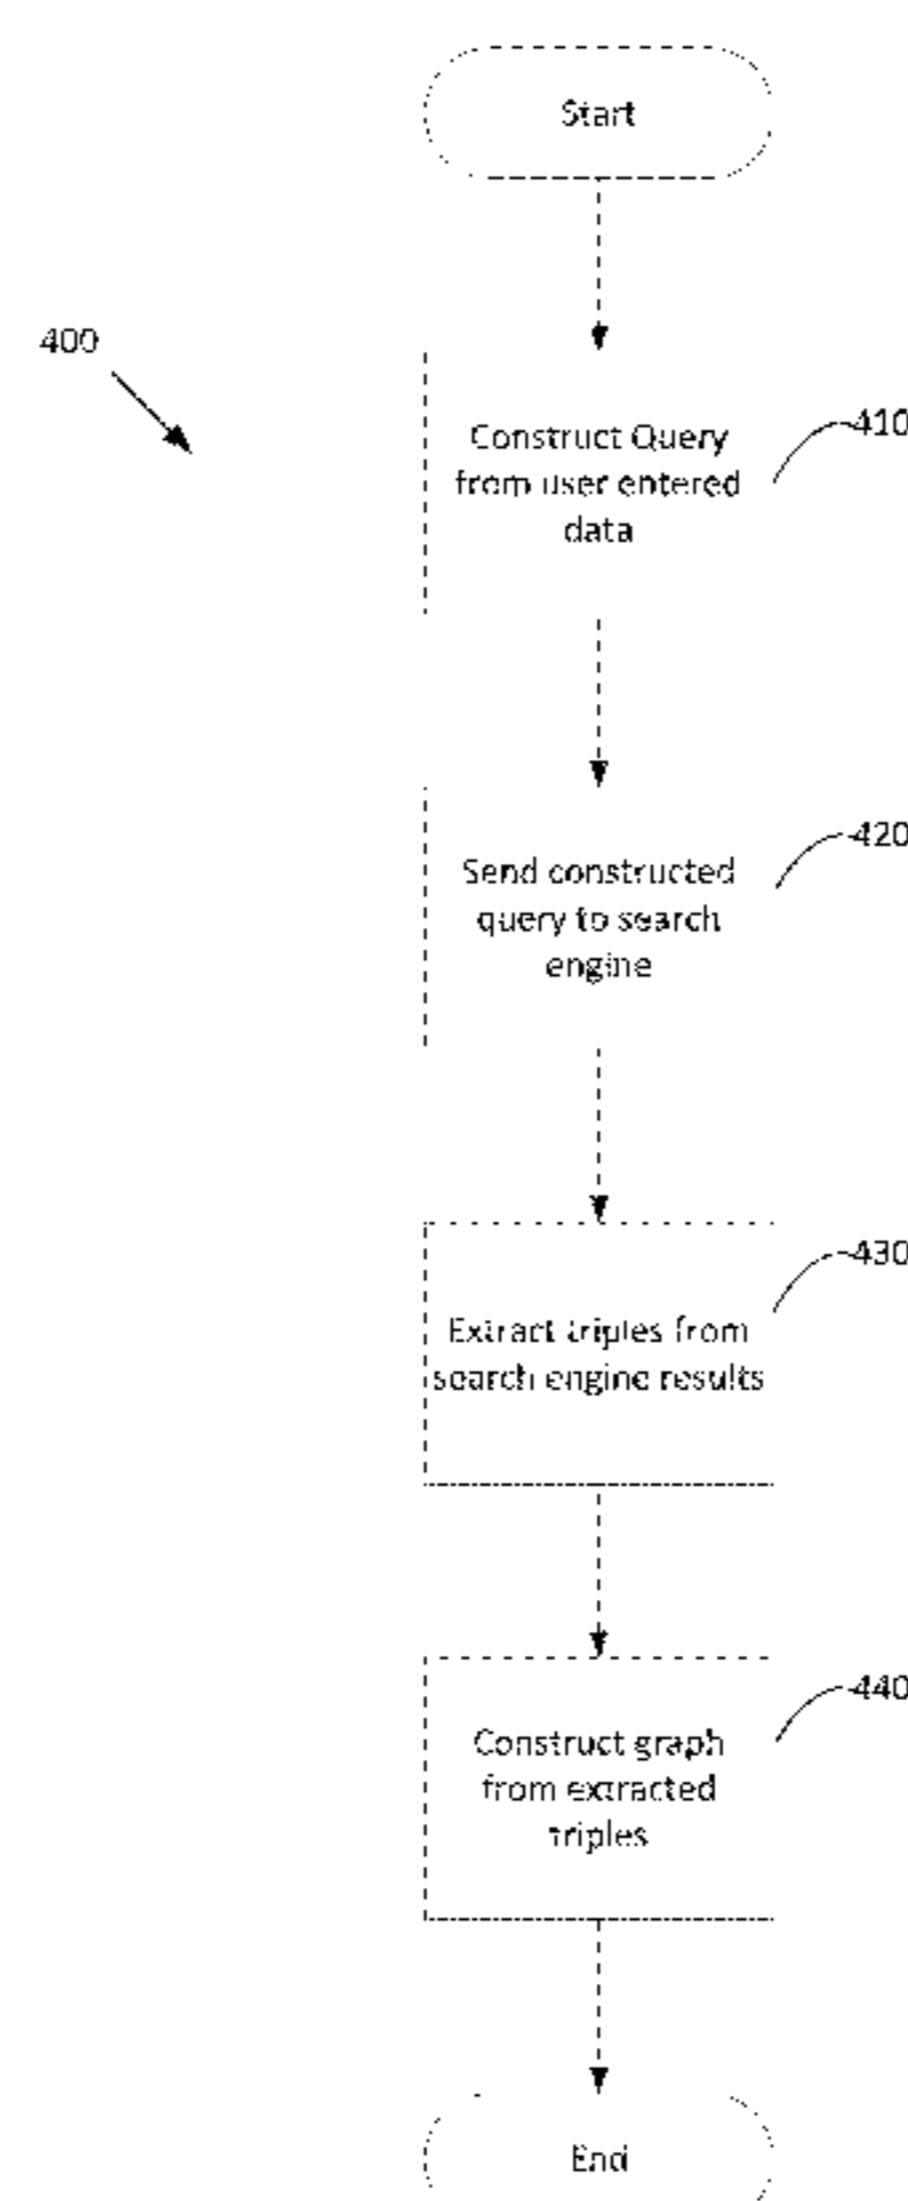 Start
400
410
Construct Query
from user entered
data
420
Send constructed
query to search
engine
430
Extract triples from
search engine results
440
Construct graph
from extracted
triples
End